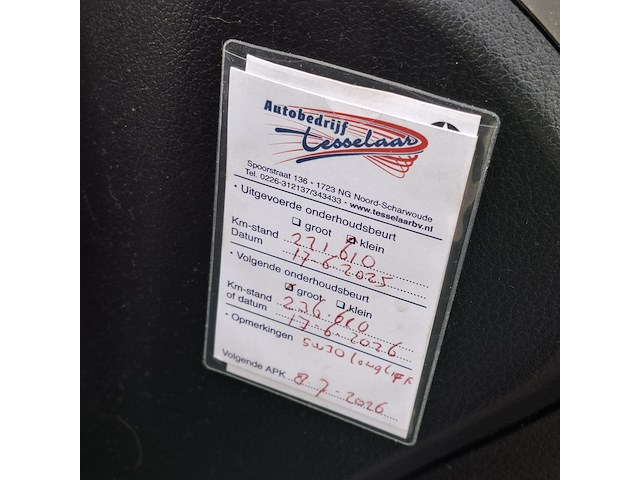 Autobedrijf
Tesselaar
Spoorstraat 136 • 1723 NG Noord-Scharwoude
Tel. 0226-312137/343433 • www.tesselaarbv.nl
• Uitgevoerde onderhoudsbeurt
groot klein
Km-stand 221.610
Datum 17-6-2025
• Volgende onderhoudsbeurt
groot klein
Km-stand 236.610
of datum 17-6-2026
• Opmerkingen 5W30 longlife
Volgende APK 8-7-2026